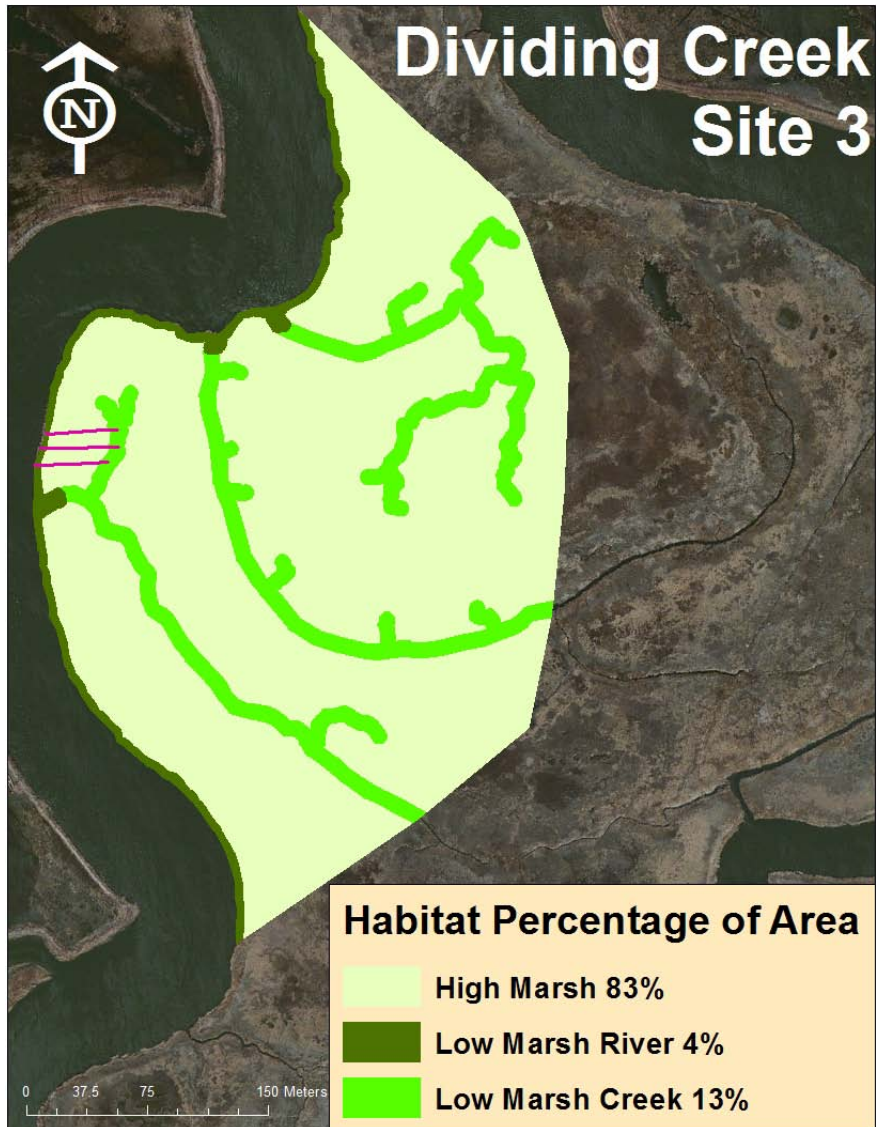 Dividing Creek
Site 3
N
Habitat Percentage of Area
High Marsh 83%
Low Marsh River 4%
Low Marsh Creek 13%
0 37.5 75 150 Meters